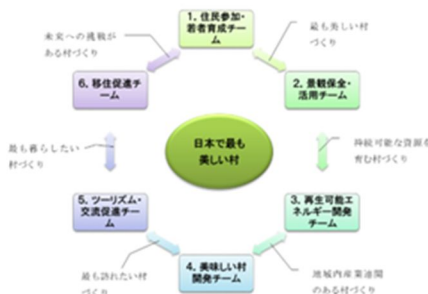 1. 住民参加・
若者育成チーム
未来への挑戦が
ある村づくり
最も美しい村
づくり
6. 移住促進チ
ーム
2. 景観保全・
活用チーム
日本で最も
美しい村
最も暮らしたい
村づくり
持続可能な資源を
育む村づくり
5. ツーリズム・
交流促進チー
ム
3. 再生可能エ
ネルギー開発
チーム
4. 美味しい村
開発チーム
最も訪れたい村
づくり
地域内産業連関
のある村づくり